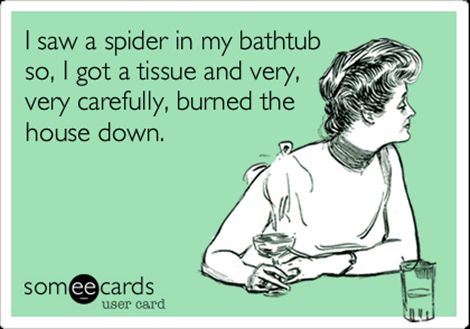 I saw a spider in my bathtub
so, I got a tissue and very,
very carefully, burned the
house down.
someecards
user card